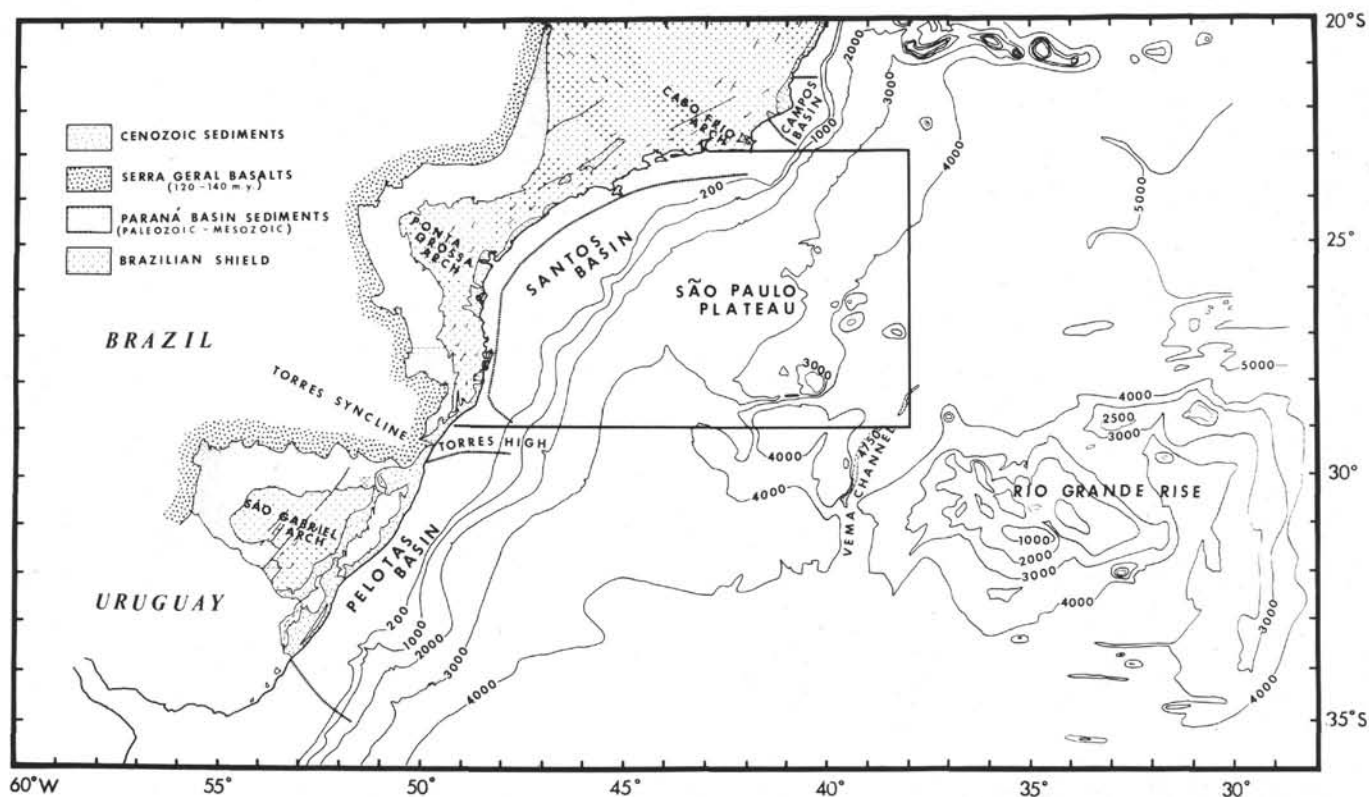 20°S
CENOZOIC SEDIMENTS
SERRA GERAL BASALTS
(120-140 m.y.)
PARANÁ BASIN SEDIMENTS
(PALEOZOIC-MESOZOIC)
BRAZILIAN SHIELD
CABO FRIO
ARCH
CAMPOS
BASIN
2000
1000
3000
4000
5000
200
25°
PONTA
GROSSA
ARCH
SANTOS
BASIN
SÃO PAULO
PLATEAU
BRAZIL
3000
5000
TORRES SYNCLINE
TORRES HIGH
4000
2500
3000
4750
VEMA CHANNEL
4000
4000
30°
3000
RIO GRANDE RISE
SÃO GABRIEL
ARCH
1000
2000
3000
PELOTAS
BASIN
URUGUAY
4000
200
1000
2000
3000
4000
3000
4000
35°S
60°W
55°
50°
45°
40°
35°
30°